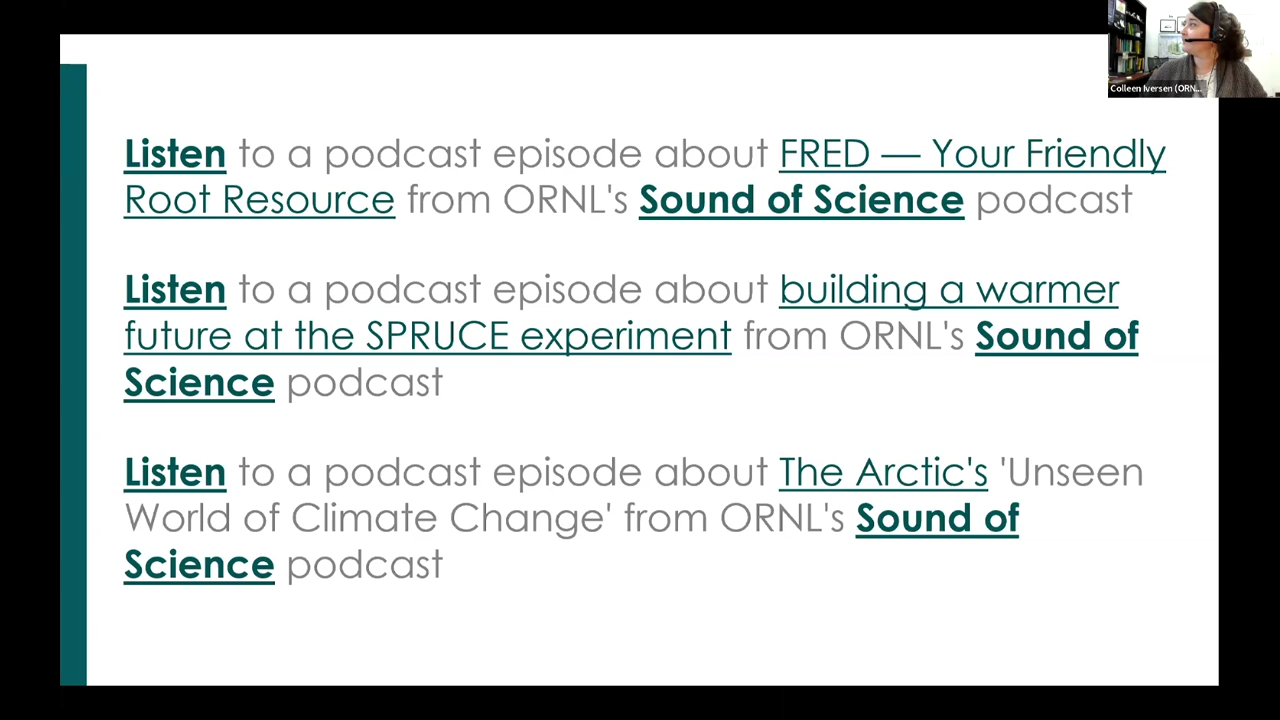 Colleen Iversen (ORN...
Listen to a podcast episode about FRED — Your Friendly
Root Resource from ORNL's Sound of Science podcast
Listen to a podcast episode about building a warmer
future at the SPRUCE experiment from ORNL's Sound of
Science podcast
Listen to a podcast episode about The Arctic's 'Unseen
World of Climate Change' from ORNL's Sound of
Science podcast